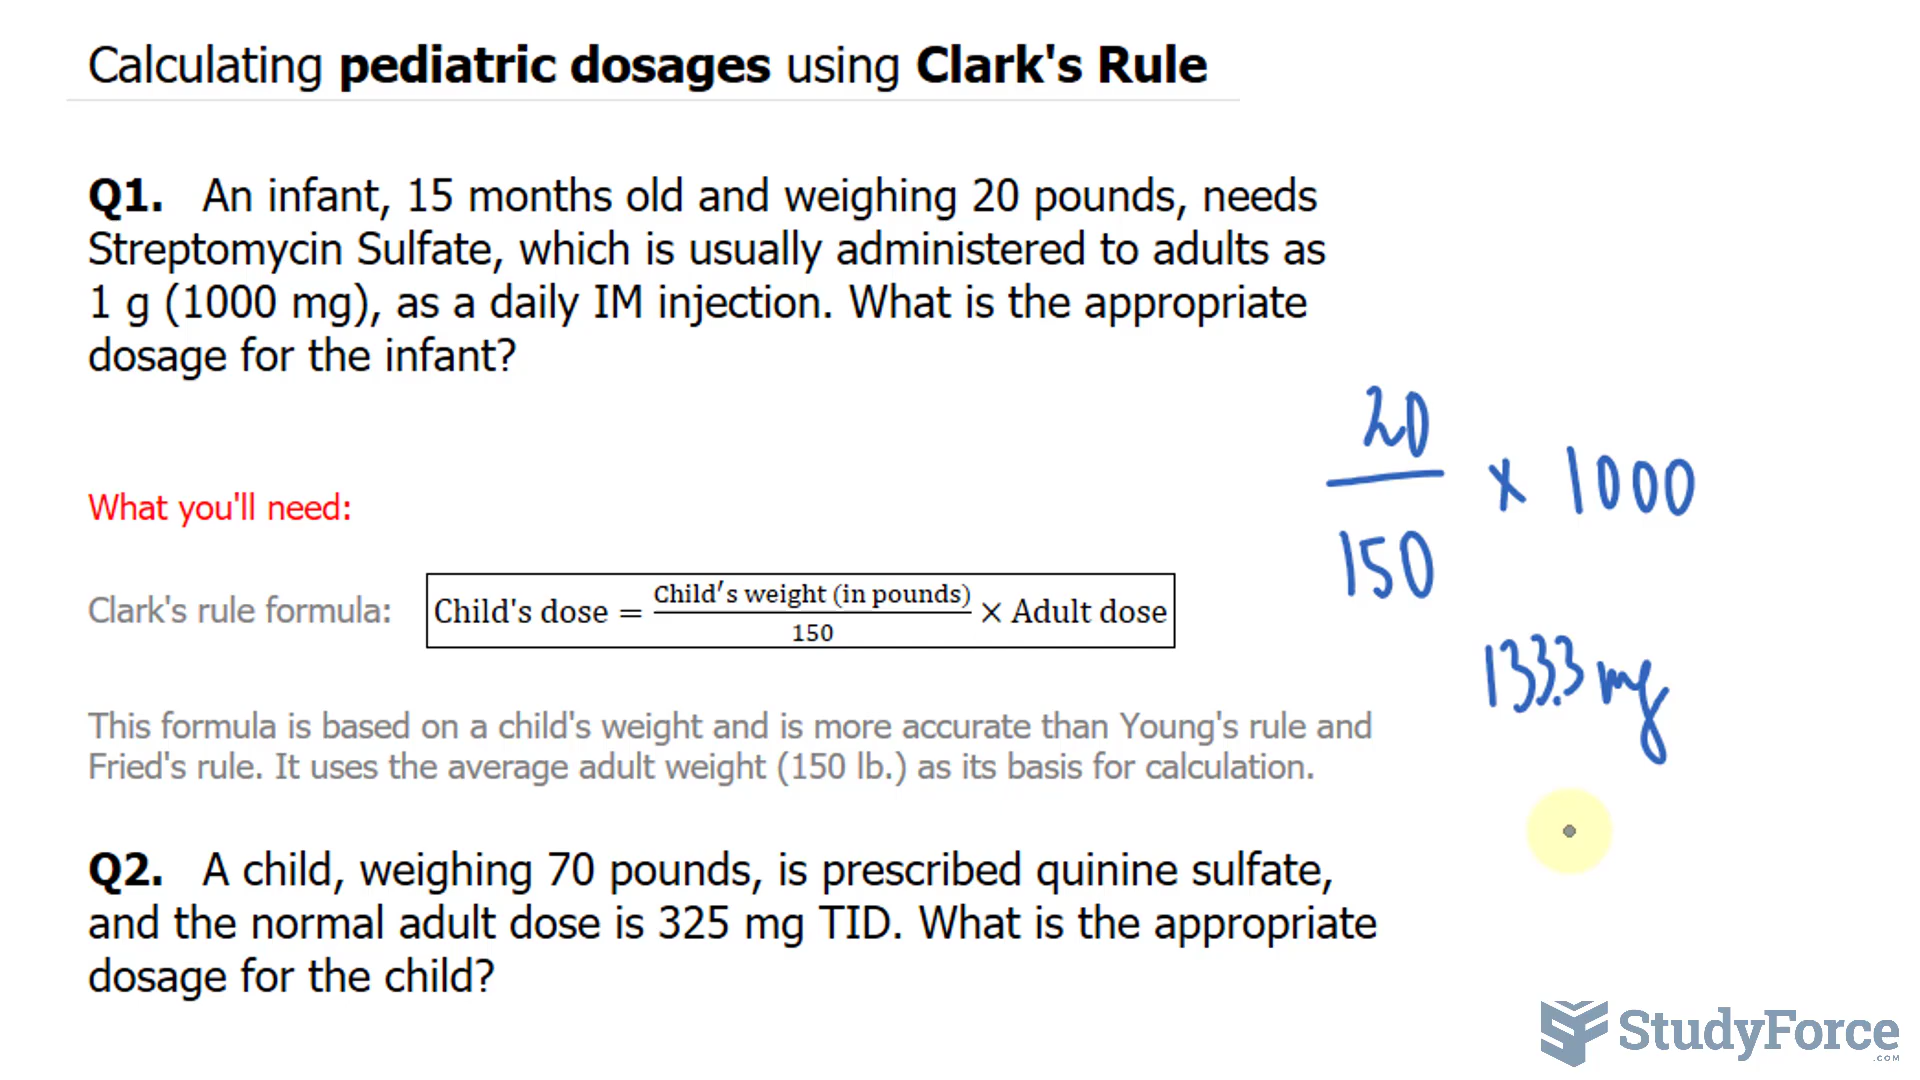 Calculating pediatric dosages using Clark's Rule
Q1. An infant, 15 months old and weighing 20 pounds, needs
Streptomycin Sulfate, which is usually administered to adults as
1 g (1000 mg), as a daily IM injection. What is the appropriate
dosage for the infant?
20
150
× 1000
133.3 mg
What you'll need:
Clark's rule formula:
Child's dose = Child's weight (in pounds) / 150 × Adult dose
This formula is based on a child's weight and is more accurate than Young's rule and
Fried's rule. It uses the average adult weight (150 lb.) as its basis for calculation.
Q2. A child, weighing 70 pounds, is prescribed quinine sulfate,
and the normal adult dose is 325 mg TID. What is the appropriate
dosage for the child?
StudyForce
.COM